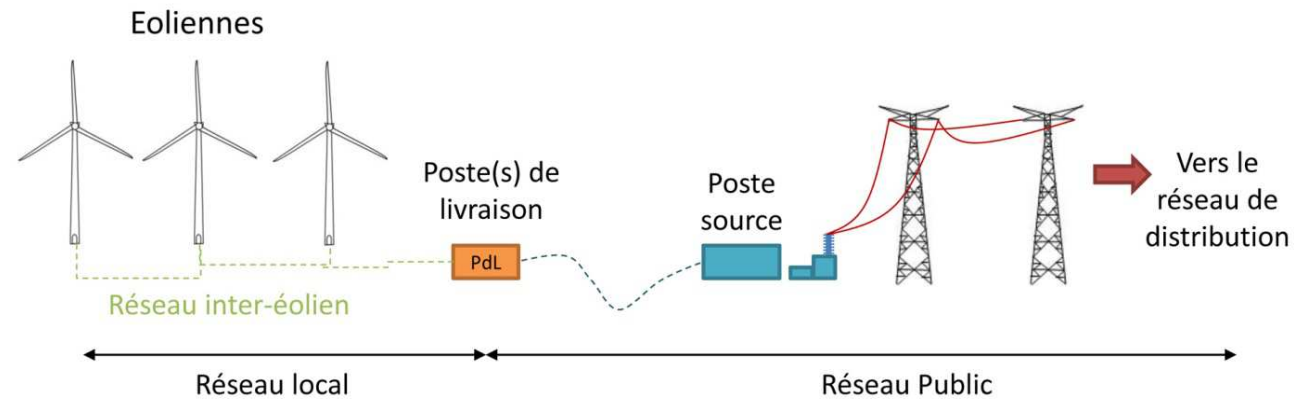 Eoliennes
Poste(s) de
livraison
PdL
Poste
source
Vers le
réseau de
distribution
Réseau inter-éolien
Réseau local
Réseau Public